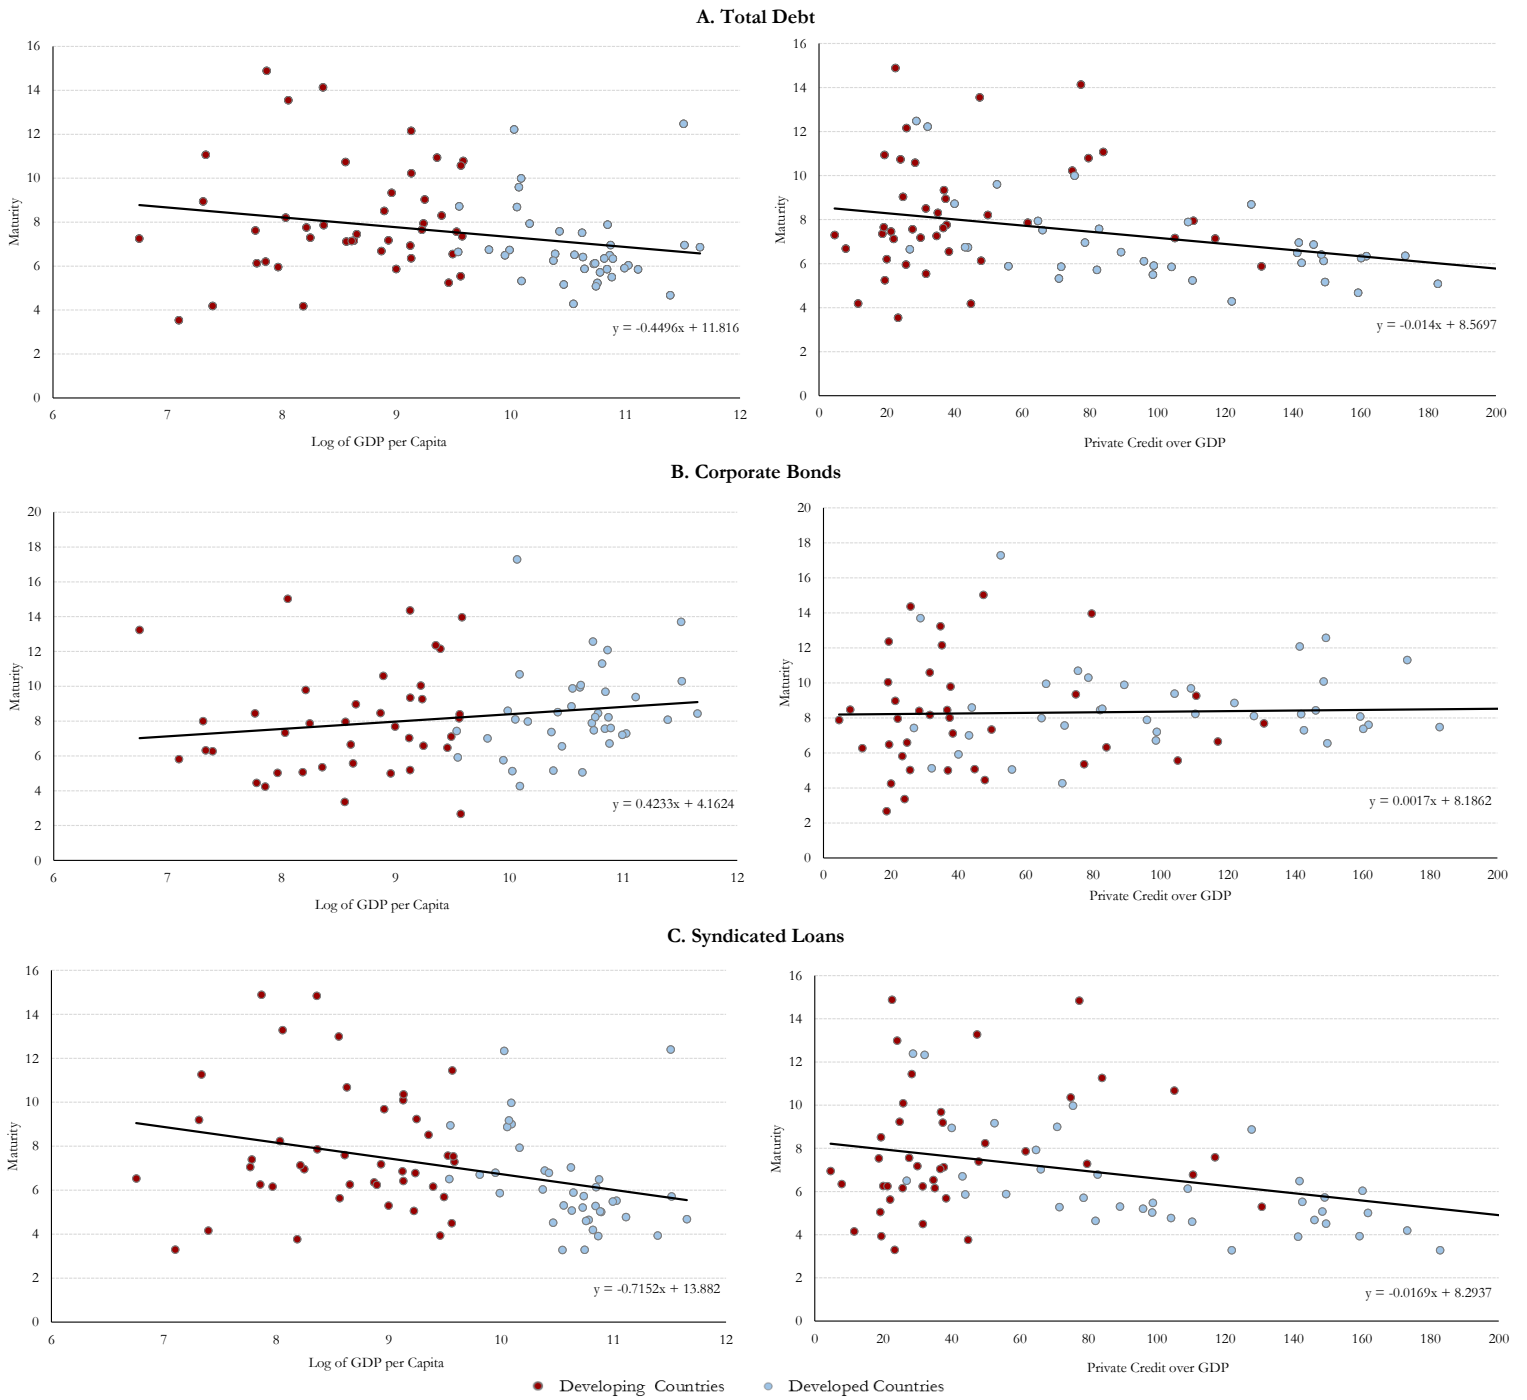 A. Total Debt
16
14
12
10
8
6
4
2
0
Maturity
6 7 8 9 10 11 12
Log of GDP per Capita
y = -0.4496x + 11.816
16
14
12
10
8
6
4
2
0
Maturity
0 20 40 60 80 100 120 140 160 180 200
Private Credit over GDP
y = -0.014x + 8.5697
B. Corporate Bonds
20
18
16
14
12
10
8
6
4
2
0
Maturity
6 7 8 9 10 11 12
Log of GDP per Capita
y = 0.4233x + 4.1624
20
18
16
14
12
10
8
6
4
2
0
Maturity
0 20 40 60 80 100 120 140 160 180 200
Private Credit over GDP
y = 0.0017x + 8.1862
C. Syndicated Loans
16
14
12
10
8
6
4
2
0
Maturity
6 7 8 9 10 11 12
Log of GDP per Capita
y = -0.7152x + 13.882
16
14
12
10
8
6
4
2
0
Maturity
0 20 40 60 80 100 120 140 160 180 200
Private Credit over GDP
y = -0.0169x + 8.2937
Developing Countries Developed Countries